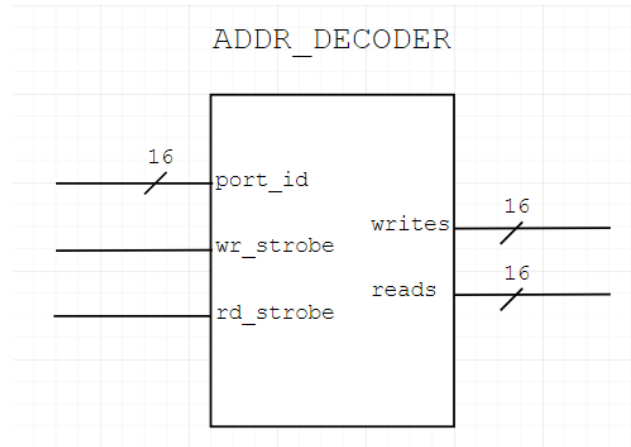 ADDR_DECODER
16
port_id
16
writes
wr_strobe
16
reads
rd_strobe